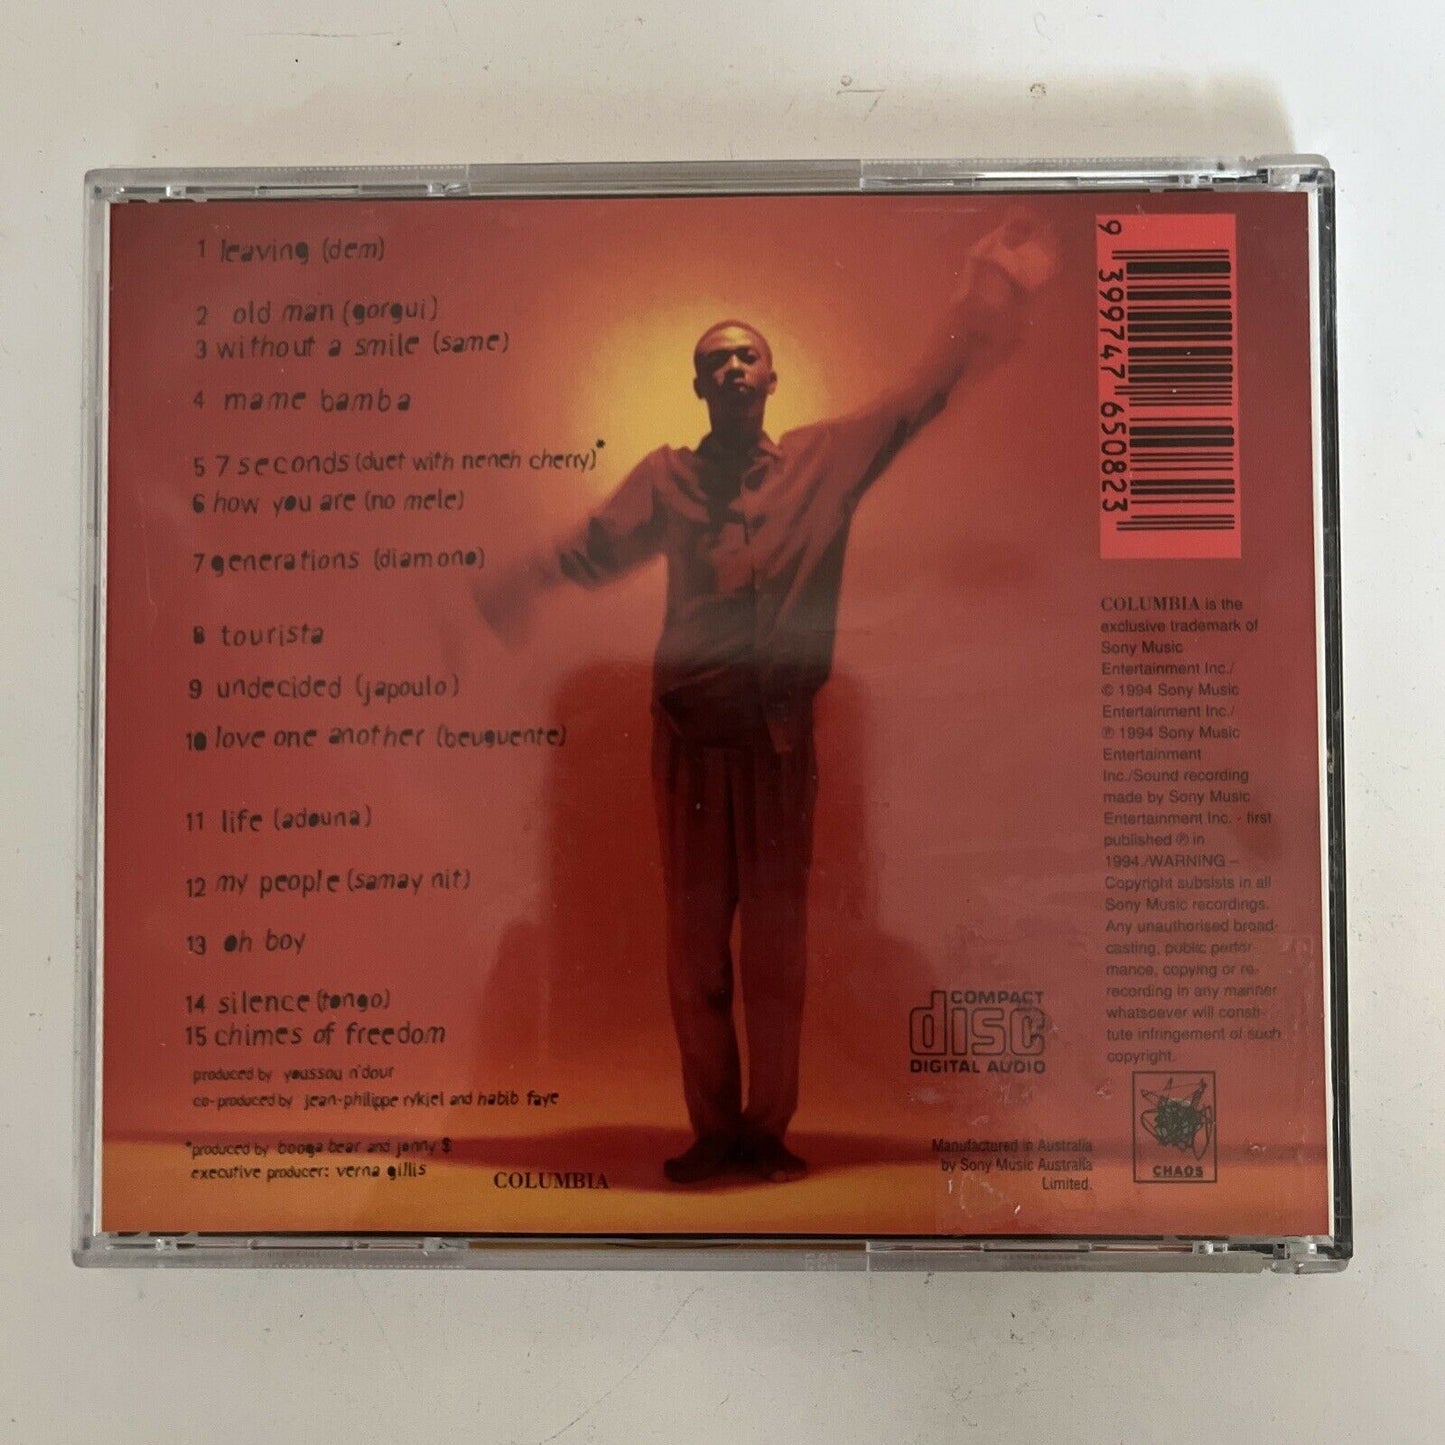 1 leaving (dem)
2 old man (gorgui)
3 without a smile (same)
4 mame bamba
5 7 seconds (duet with neneh cherry)*
6 how you are (no mele)
7 generations (diamono)
8 tourista
9 undecided (japoulo)
10 love one another (beuguente)
11 life (adouna)
12 my people (samay nit)
13 oh boy
14 silence (tongo)
15 chimes of freedom
produced by youssou n'dour
co-produced by jean-philippe rykiel and habib faye
*produced by booga bear and jonny $
executive producer: verna gillis
COLUMBIA
9 399747 650823
COLUMBIA is the
exclusive trademark of
Sony Music
Entertainment Inc./
© 1994 Sony Music
Entertainment Inc./
℗ 1994 Sony Music
Entertainment
Inc./Sound recording
made by Sony Music
Entertainment Inc. - first
published ℗ in
1994./WARNING –
Copyright subsists in all
Sony Music recordings.
Any unauthorised broad-
casting, public perfor-
mance, copying or re-
recording in any manner
whatsoever will consti-
tute infringement of such
copyright.
COMPACT
disc
DIGITAL AUDIO
Manufactured in Australia
by Sony Music Australia
Limited.
CHAOS